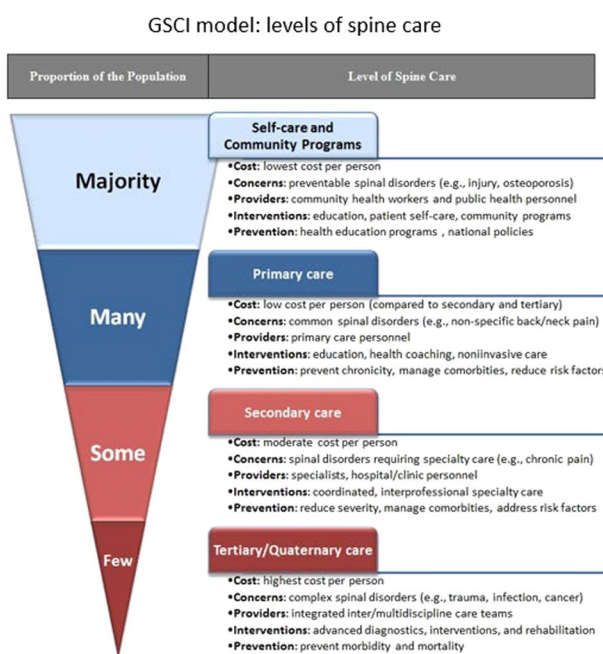 GSCI model: levels of spine care
Proportion of the Population
Level of Spine Care
Majority
Self-care and
Community Programs
•Cost: lowest cost per person
•Concerns: preventable spinal disorders (e.g., injury, osteoporosis)
•Providers: community health workers and public health personnel
•Interventions: education, patient self-care, community programs
•Prevention: health education programs , national policies
Many
Primary care
•Cost: low cost per person (compared to secondary and tertiary)
•Concerns: common spinal disorders (e.g., non-specific back/neck pain)
•Providers: primary care personnel
•Interventions: education, health coaching, noniinvasive care
•Prevention: prevent chronicity, manage comorbities, reduce risk factors
Some
Secondary care
•Cost: moderate cost per person
•Concerns: spinal disorders requiring specialty care (e.g., chronic pain)
•Providers: specialists, hospital/clinic personnel
•Interventions: coordinated, interprofessional specialty care
•Prevention: reduce severity, manage comorbities, address risk factors
Few
Tertiary/Quaternary care
•Cost: highest cost per person
•Concerns: complex spinal disorders (e.g., trauma, infection, cancer)
•Providers: integrated inter/multidiscipline care teams
•Interventions: advanced diagnostics, interventions, and rehabilitation
•Prevention: prevent morbidity and mortality